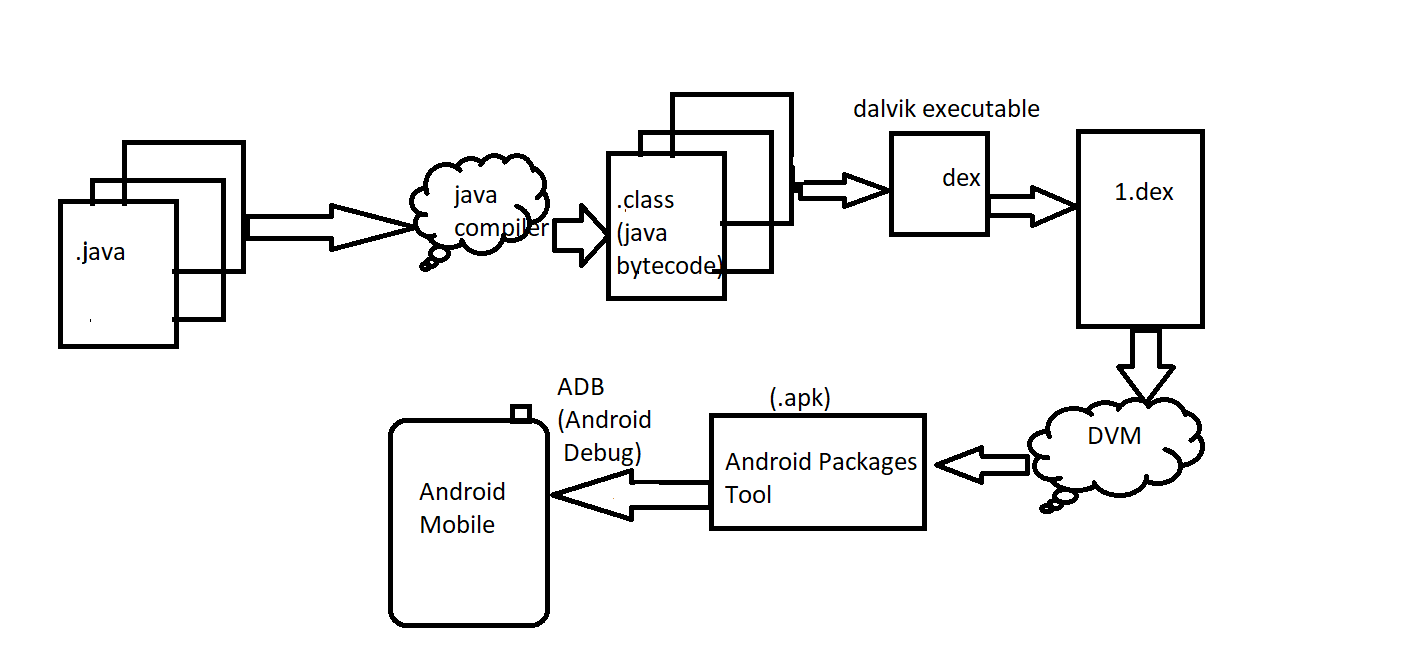 .java
java
compiler
.class
(java
bytecode)
dalvik executable
dex
1.dex
DVM
(.apk)
Android Packages
Tool
ADB
(Android
Debug)
Android
Mobile